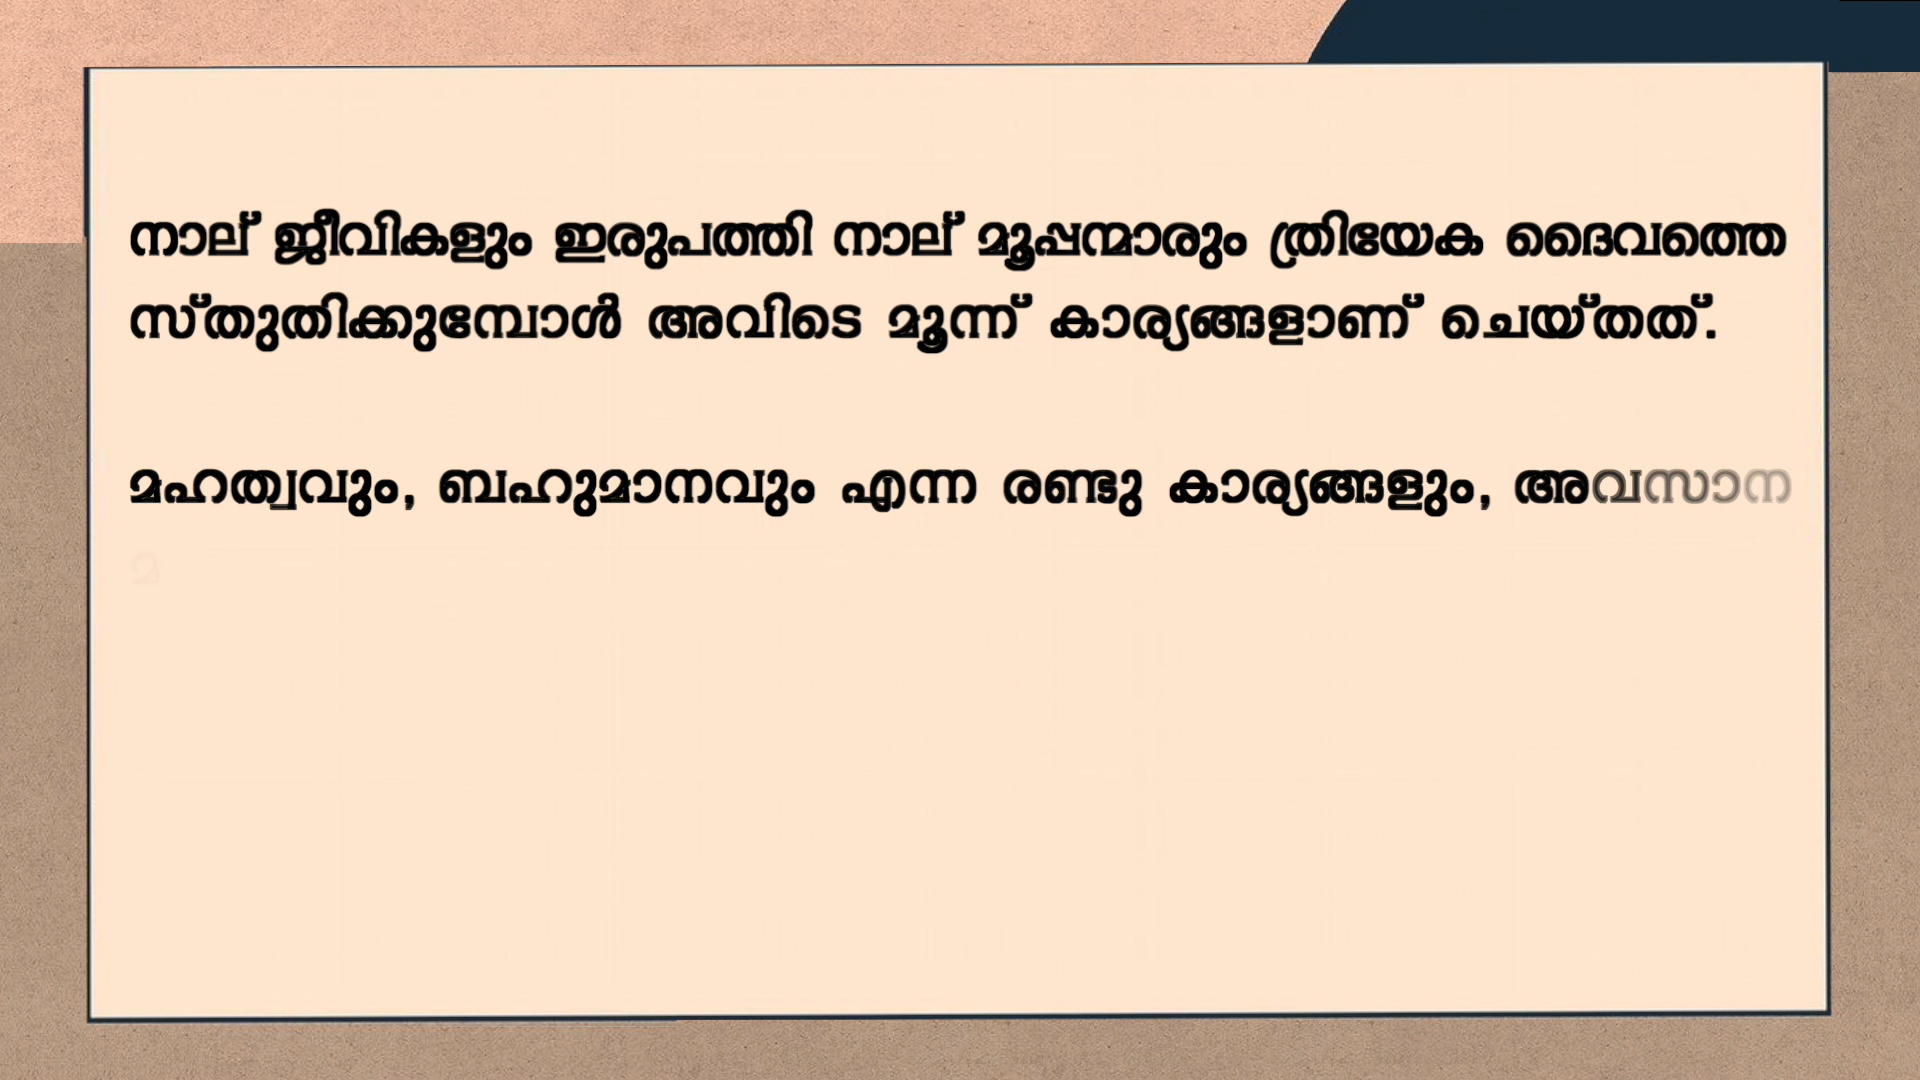 നാല് ജീവികളും ഇരുപത്തി നാല് മൂപ്പന്മാരും ത്രിയേക ദൈവത്തെ
സ്തുതിക്കുമ്പോൾ അവിടെ മൂന്ന് കാര്യങ്ങളാണ് ചെയ്തത്.
മഹത്വവും, ബഹുമാനവും എന്ന രണ്ടു കാര്യങ്ങളും, അവസാന
മ